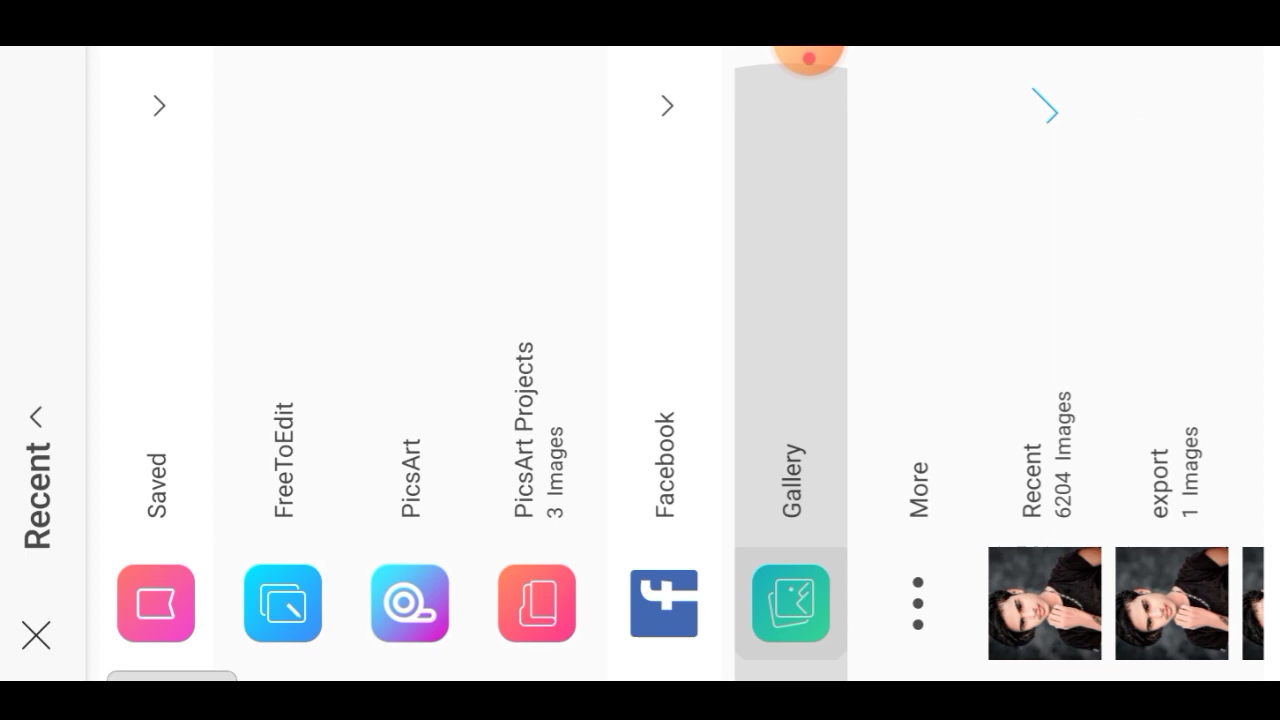 Recent
Saved
FreeToEdit
PicsArt
PicsArt Projects
3 Images
Facebook
Gallery
More
Recent
6204 Images
export
1 Images